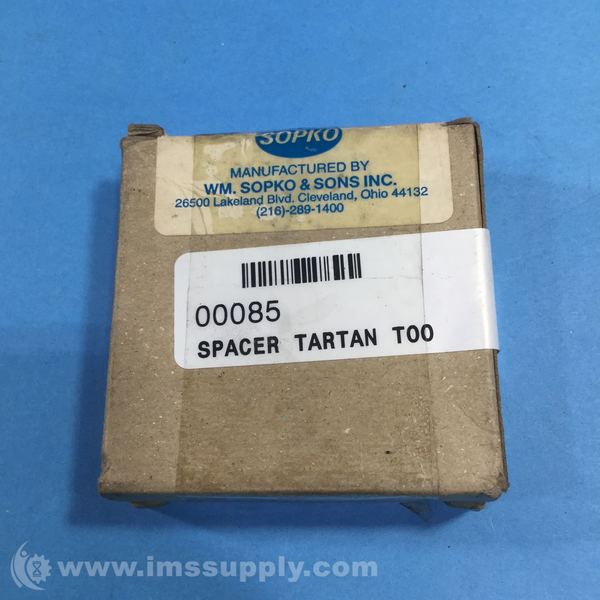 SOPKO
MANUFACTURED BY
WM. SOPKO & SONS INC.
26500 Lakeland Blvd. Cleveland, Ohio 44132
(216)-289-1400
00085
SPACER TARTAN TOO
www.imssupply.com